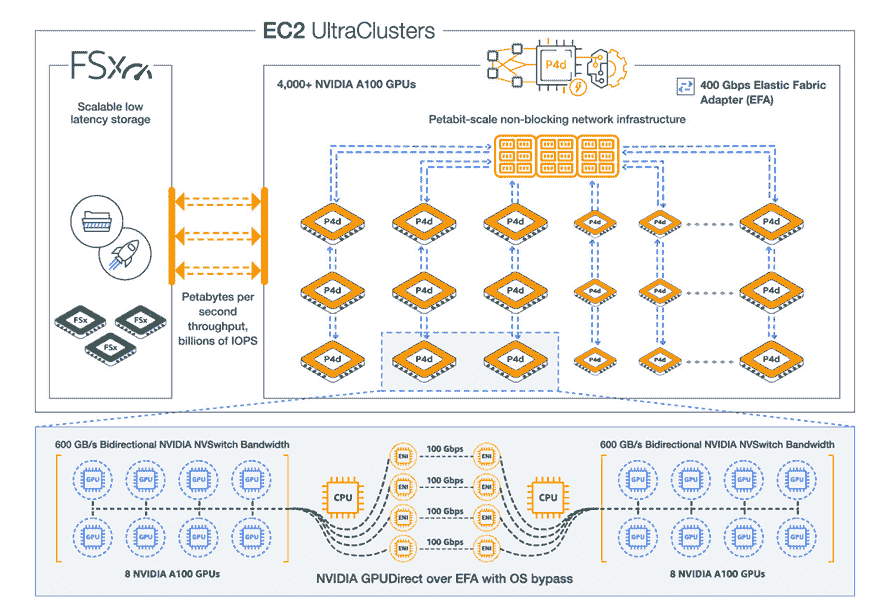 EC2 UltraClusters
FSx
Scalable low
latency storage
FSx
FSx
FSx
Petabytes per
second
throughput,
billions of IOPS
4,000+ NVIDIA A100 GPUs
P4d
400 Gbps Elastic Fabric
Adapter (EFA)
Petabit-scale non-blocking network infrastructure
P4d P4d P4d P4d P4d P4d
P4d P4d P4d P4d P4d P4d
P4d P4d P4d P4d P4d P4d
600 GB/s Bidirectional NVIDIA NVSwitch Bandwidth
GPU GPU GPU GPU
GPU GPU GPU GPU
8 NVIDIA A100 GPUs
CPU
ENI 100 Gbps ENI
ENI 100 Gbps ENI
ENI 100 Gbps ENI
ENI 100 Gbps ENI
CPU
NVIDIA GPUDirect over EFA with OS bypass
600 GB/s Bidirectional NVIDIA NVSwitch Bandwidth
GPU GPU GPU GPU
GPU GPU GPU GPU
8 NVIDIA A100 GPUs